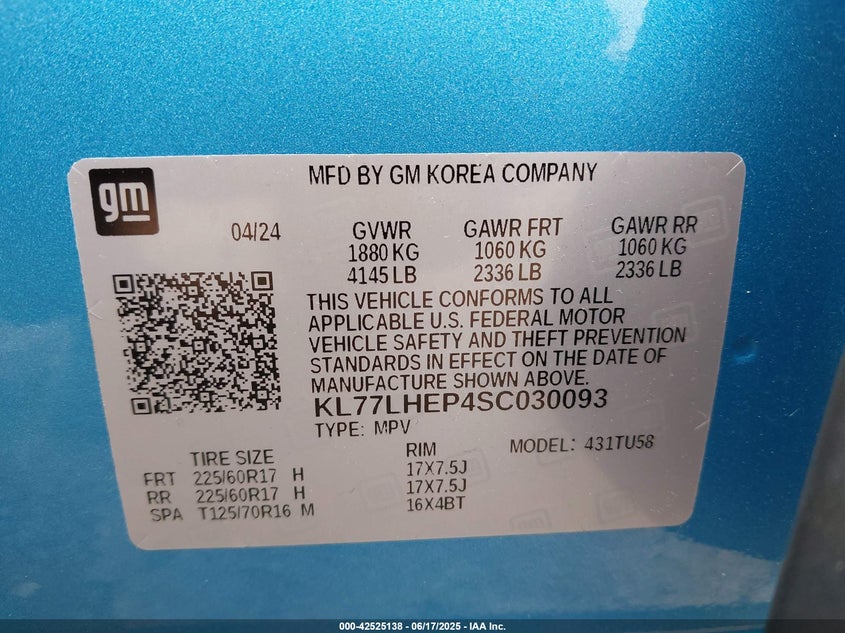 gm
MFD BY GM KOREA COMPANY
04/24
GVWR GAWR FRT GAWR RR
1880 KG 1060 KG 1060 KG
4145 LB 2336 LB 2336 LB
THIS VEHICLE CONFORMS TO ALL
APPLICABLE U.S. FEDERAL MOTOR
VEHICLE SAFETY AND THEFT PREVENTION
STANDARDS IN EFFECT ON THE DATE OF
MANUFACTURE SHOWN ABOVE.
KL77LHEP4SC030093
TYPE: MPV
MODEL: 431TU58
TIRE SIZE RIM
FRT 225/60R17 H 17X7.5J
RR 225/60R17 H 17X7.5J
SPA T125/70R16 M 16X4BT
000-42525138 - 06/17/2025 - IAA Inc.